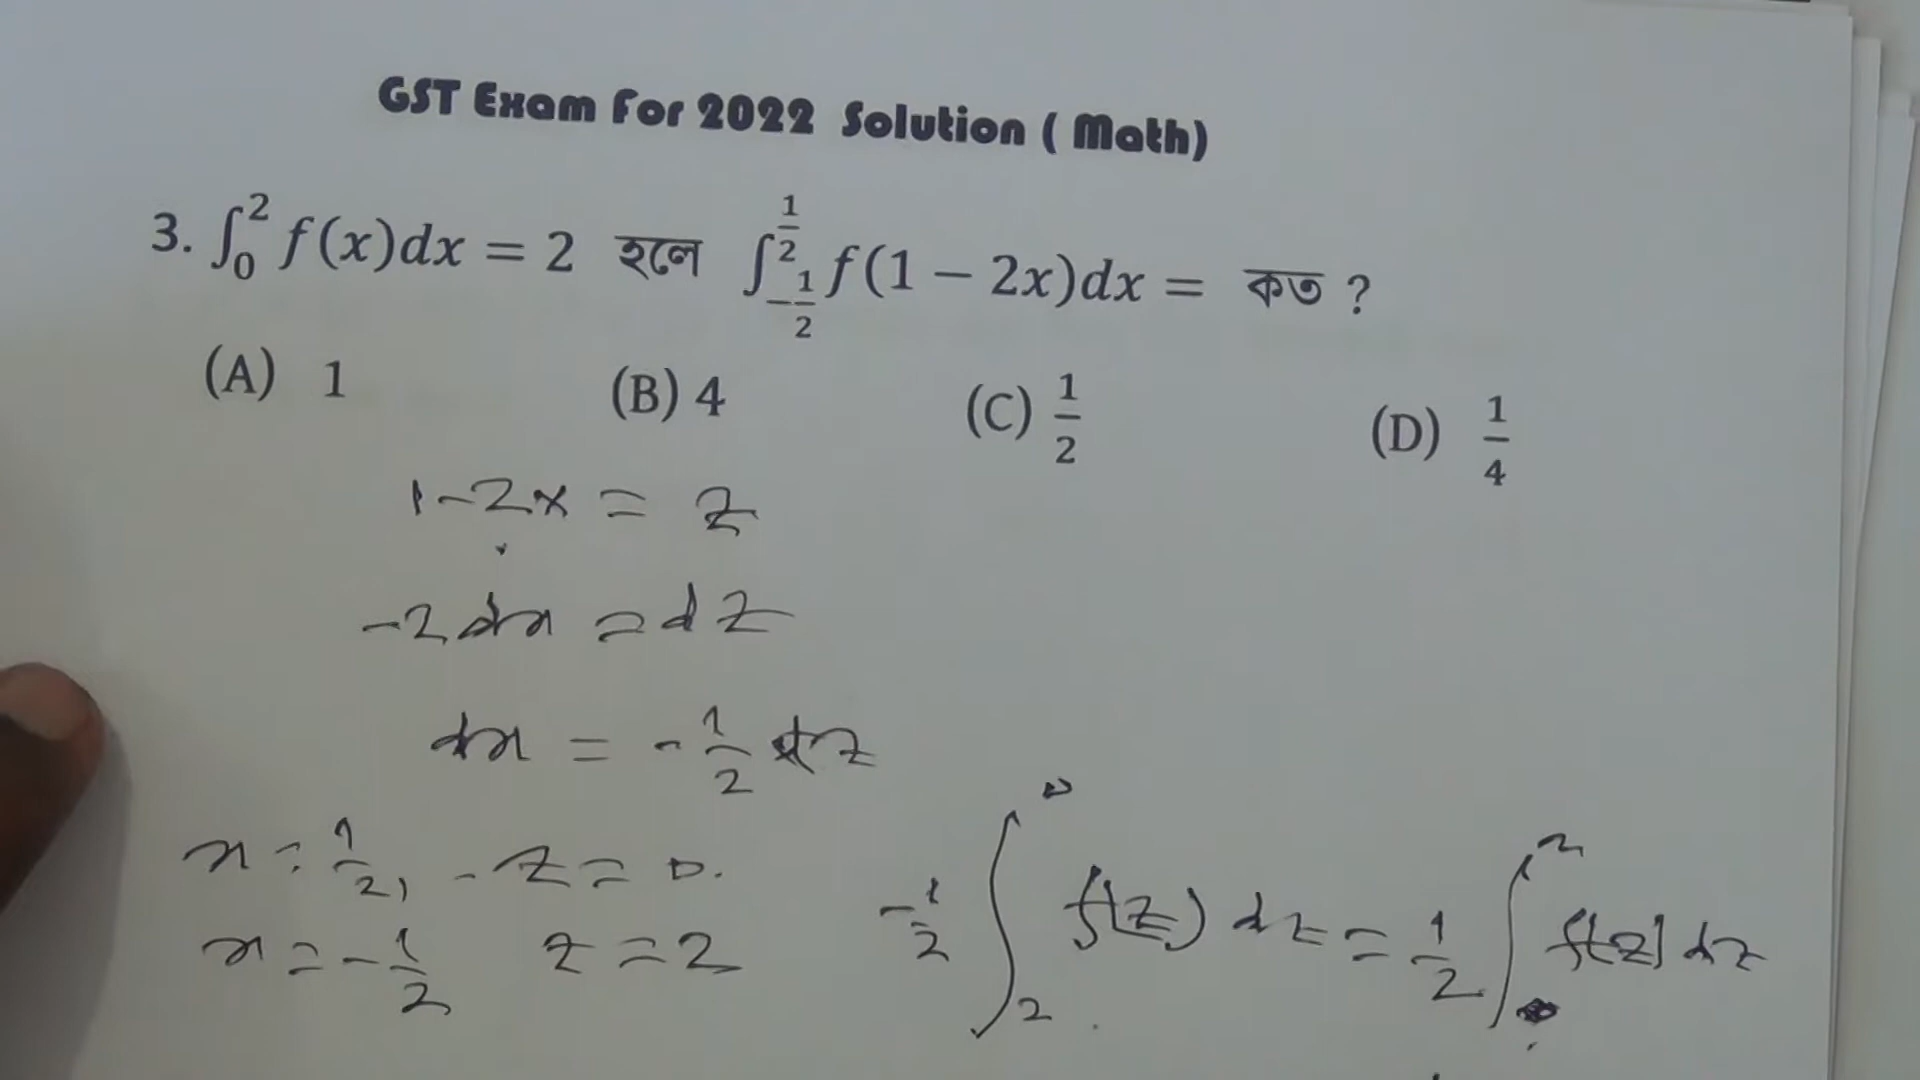 GST Exam For 2022 Solution ( Math)
3. ∫₀² f(x)dx = 2 হলে ∫_{-1/2}^{1/2} f(1 − 2x)dx = কত ?
(A) 1 (B) 4 (C) 1/2 (D) 1/4
1-2x = z
-2dx = dz
dx = -1/2 dz
x = 1/2, z = 0.
x = -1/2 z = 2
-1/2 ∫₂⁰ f(z) dz = 1/2 ∫₀² f(z) dz